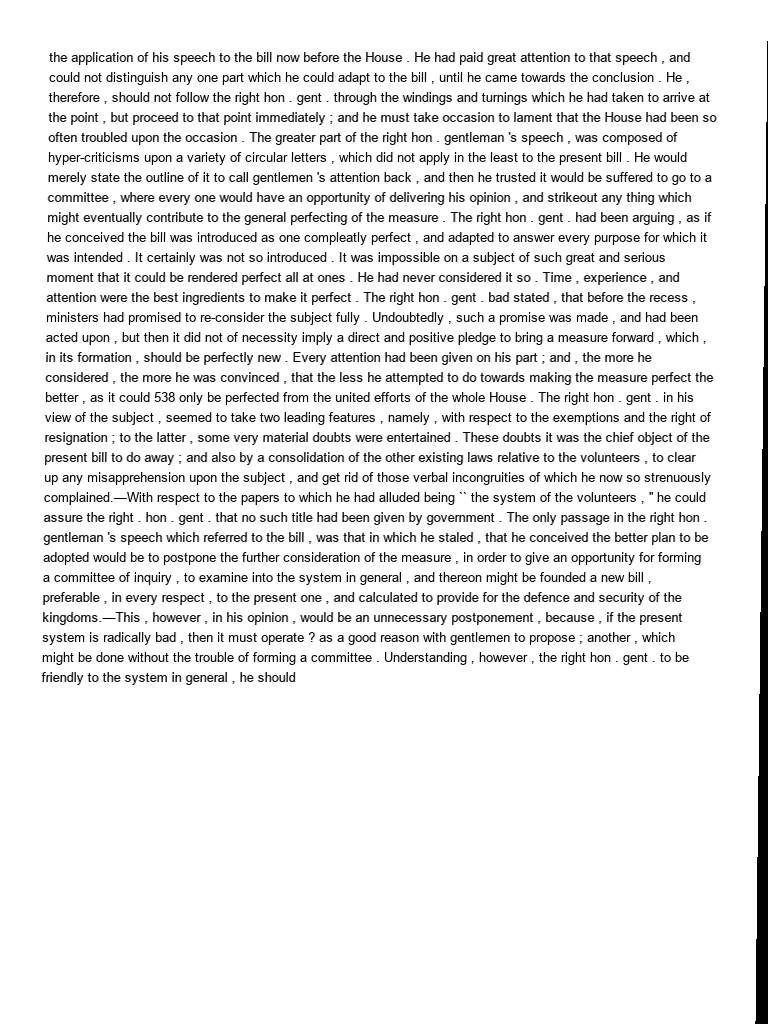 the application of his speech to the bill now before the House . He had paid great attention to that speech , and
could not distinguish any one part which he could adapt to the bill , until he came towards the conclusion . He ,
therefore , should not follow the right hon . gent . through the windings and turnings which he had taken to arrive at
the point , but proceed to that point immediately ; and he must take occasion to lament that the House had been so
often troubled upon the occasion . The greater part of the right hon . gentleman 's speech , was composed of
hyper-criticisms upon a variety of circular letters , which did not apply in the least to the present bill . He would
merely state the outline of it to call gentlemen 's attention back , and then he trusted it would be suffered to go to a
committee , where every one would have an opportunity of delivering his opinion , and strikeout any thing which
might eventually contribute to the general perfecting of the measure . The right hon . gent . had been arguing , as if
he conceived the bill was introduced as one compleatly perfect , and adapted to answer every purpose for which it
was intended . It certainly was not so introduced . It was impossible on a subject of such great and serious
moment that it could be rendered perfect all at ones . He had never considered it so . Time , experience , and
attention were the best ingredients to make it perfect . The right hon . gent . bad stated , that before the recess ,
ministers had promised to re-consider the subject fully . Undoubtedly , such a promise was made , and had been
acted upon , but then it did not of necessity imply a direct and positive pledge to bring a measure forward , which ,
in its formation , should be perfectly new . Every attention had been given on his part ; and , the more he
considered , the more he was convinced , that the less he attempted to do towards making the measure perfect the
better , as it could 538 only be perfected from the united efforts of the whole House . The right hon . gent . in his
view of the subject , seemed to take two leading features , namely , with respect to the exemptions and the right of
resignation ; to the latter , some very material doubts were entertained . These doubts it was the chief object of the
present bill to do away ; and also by a consolidation of the other existing laws relative to the volunteers , to clear
up any misapprehension upon the subject , and get rid of those verbal incongruities of which he now so strenuously
complained.—With respect to the papers to which he had alluded being `` the system of the volunteers , '' he could
assure the right . hon . gent . that no such title had been given by government . The only passage in the right hon .
gentleman 's speech which referred to the bill , was that in which he staled , that he conceived the better plan to be
adopted would be to postpone the further consideration of the measure , in order to give an opportunity for forming
a committee of inquiry , to examine into the system in general , and thereon might be founded a new bill ,
preferable , in every respect , to the present one , and calculated to provide for the defence and security of the
kingdoms.—This , however , in his opinion , would be an unnecessary postponement , because , if the present
system is radically bad , then it must operate ? as a good reason with gentlemen to propose ; another , which
might be done without the trouble of forming a committee . Understanding , however , the right hon . gent . to be
friendly to the system in general , he should